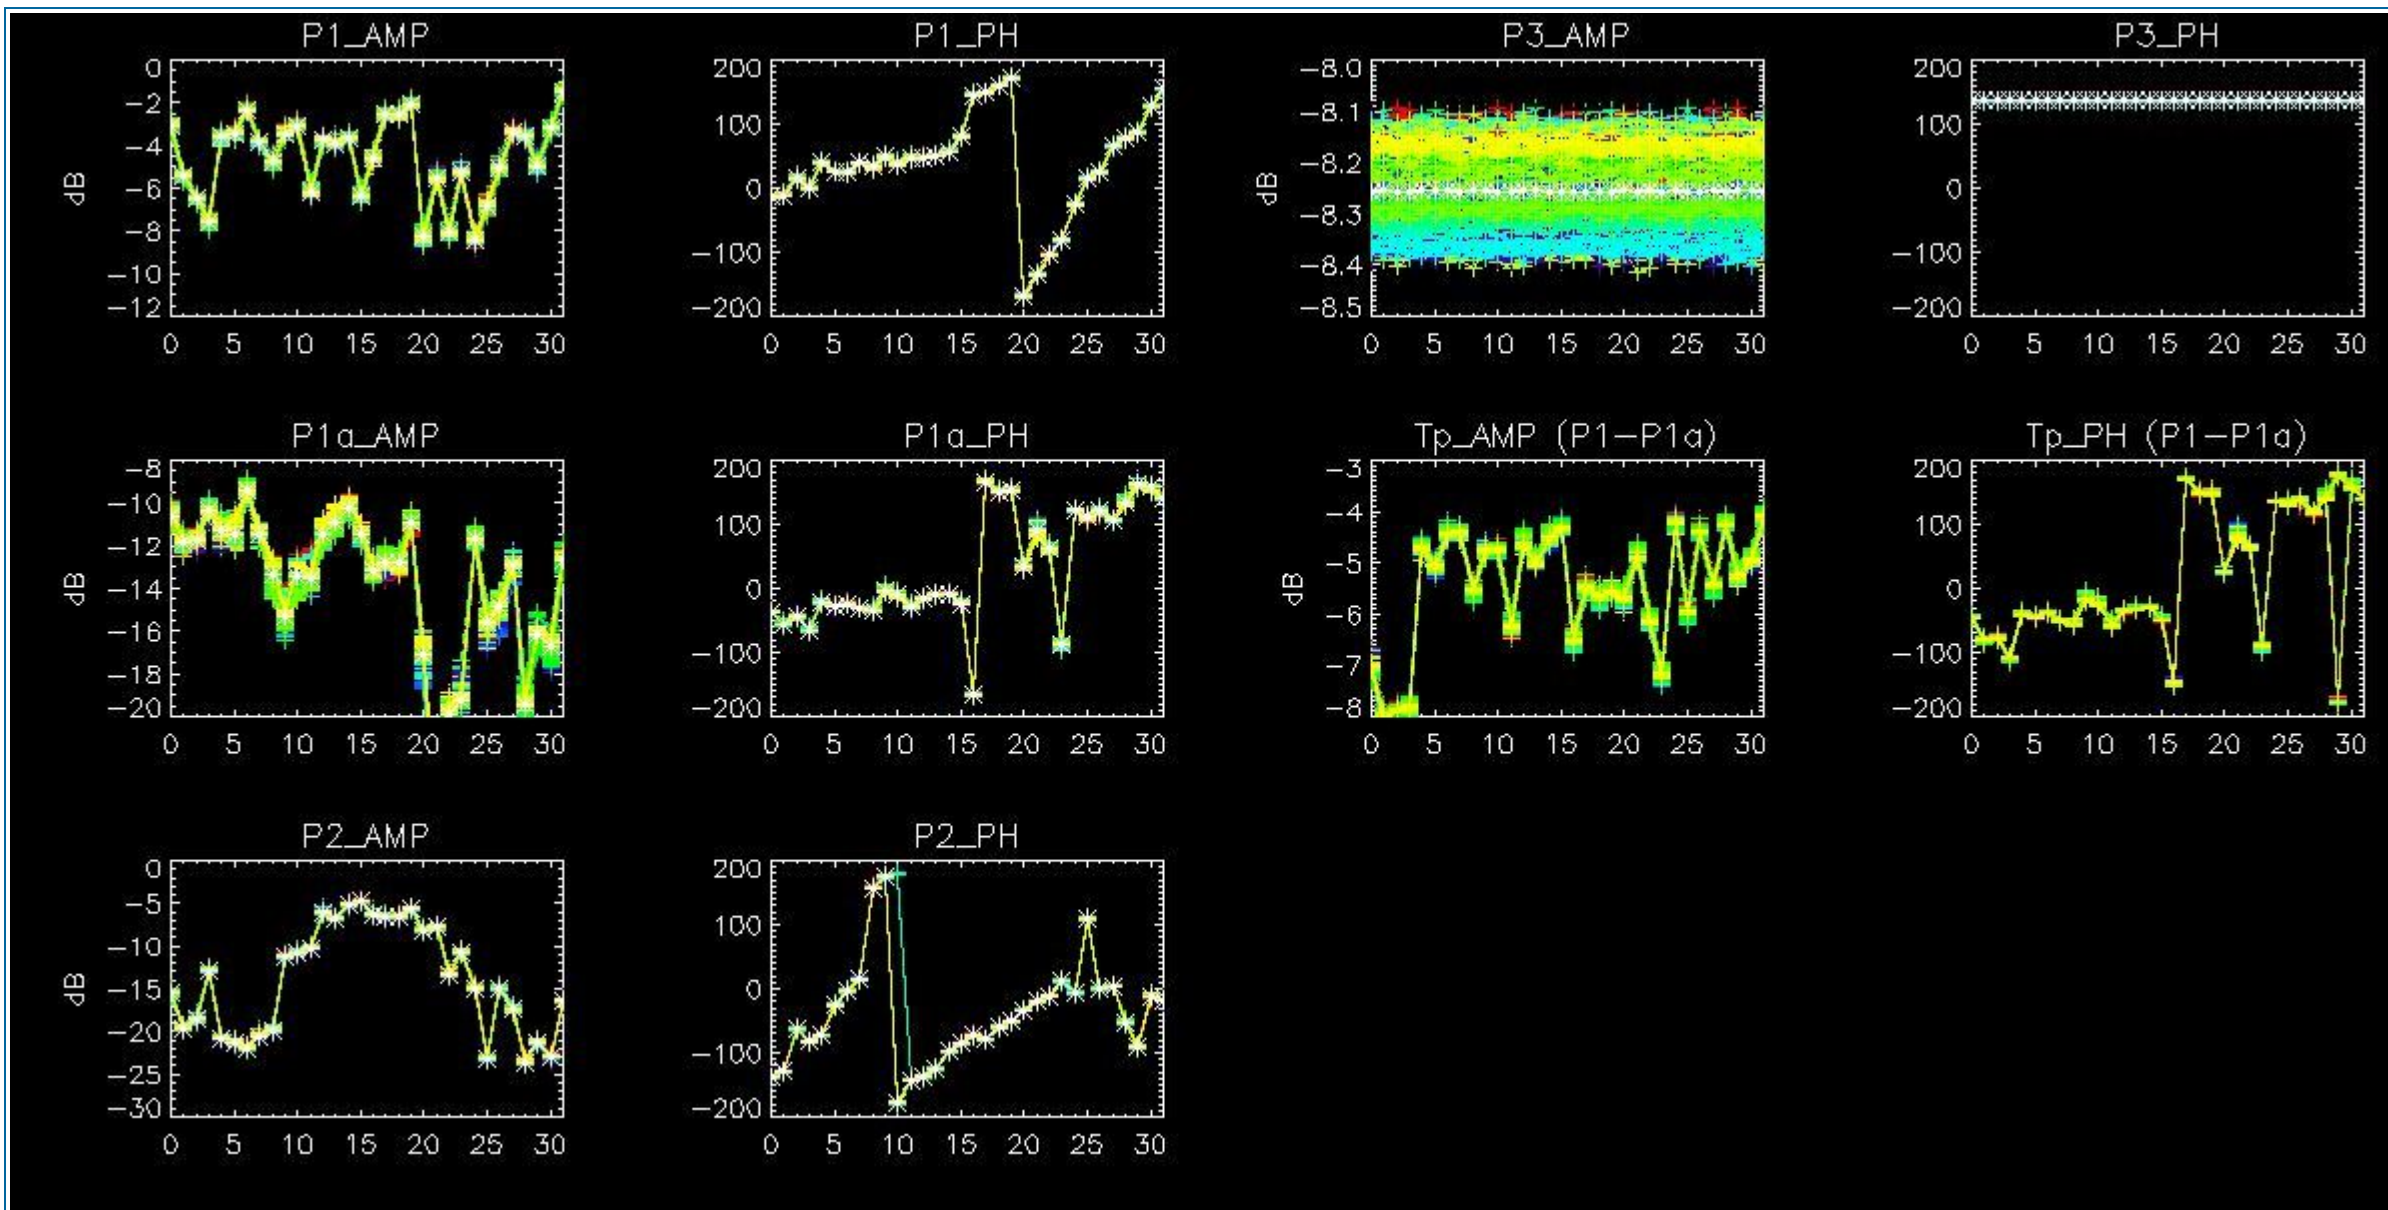 P1_AMP
0
−2
−4
−6
−8
−10
−12
dB
0 5 10 15 20 25 30
P1_PH
200
100
0
−100
−200
0 5 10 15 20 25 30
P3_AMP
−8.0
−8.1
−8.2
−8.3
−8.4
−8.5
dB
0 5 10 15 20 25 30
P3_PH
200
100
0
−100
−200
0 5 10 15 20 25 30
P1a_AMP
−8
−10
−12
−14
−16
−18
−20
dB
0 5 10 15 20 25 30
P1a_PH
200
100
0
−100
−200
0 5 10 15 20 25 30
Tp_AMP (P1−P1a)
−3
−4
−5
−6
−7
−8
dB
0 5 10 15 20 25 30
Tp_PH (P1−P1a)
200
100
0
−100
−200
0 5 10 15 20 25 30
P2_AMP
0
−5
−10
−15
−20
−25
−30
dB
0 5 10 15 20 25 30
P2_PH
200
100
0
−100
−200
0 5 10 15 20 25 30